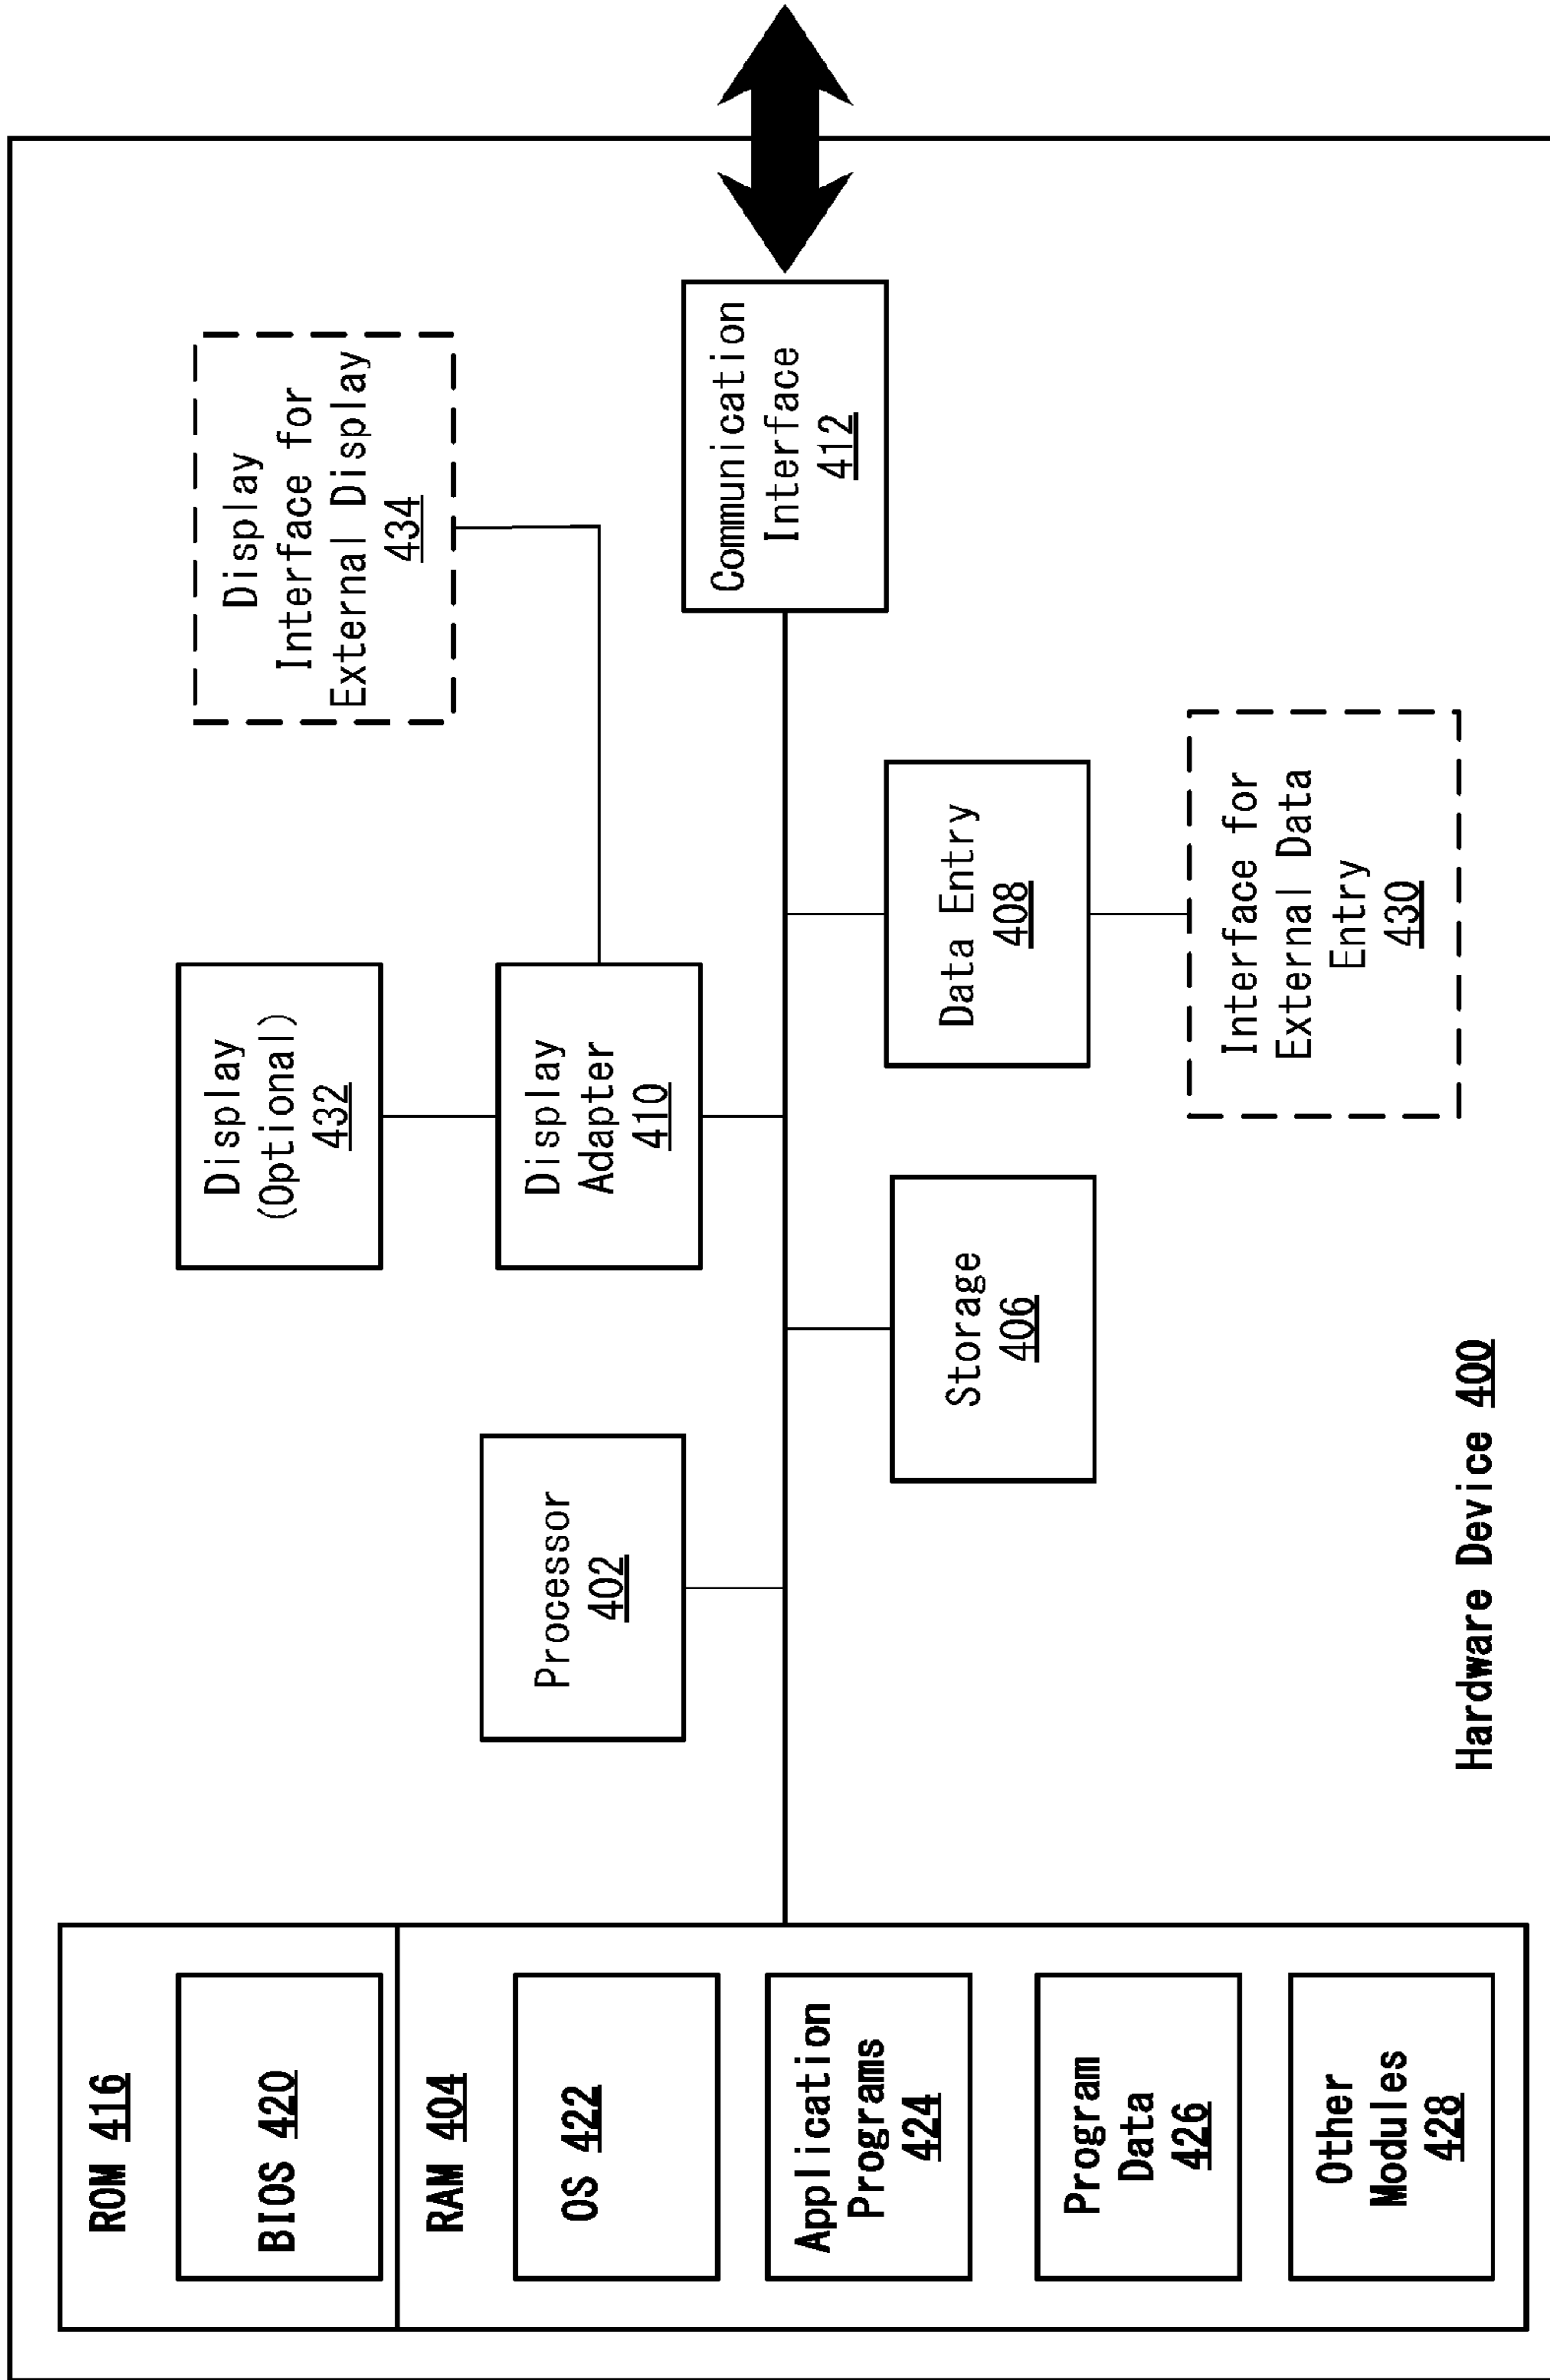 ROM 416
BIOS 420
RAM 404
OS 422
Application
Programs
424
Program
Data
426
Other
Modules
428
Processor
402
Storage
406
Display
(Optional)
432
Display
Adapter
410
Data Entry
408
Interface for
External Data
Entry
430
Display
Interface for
External Display
434
Communication
Interface
412
Hardware Device 400